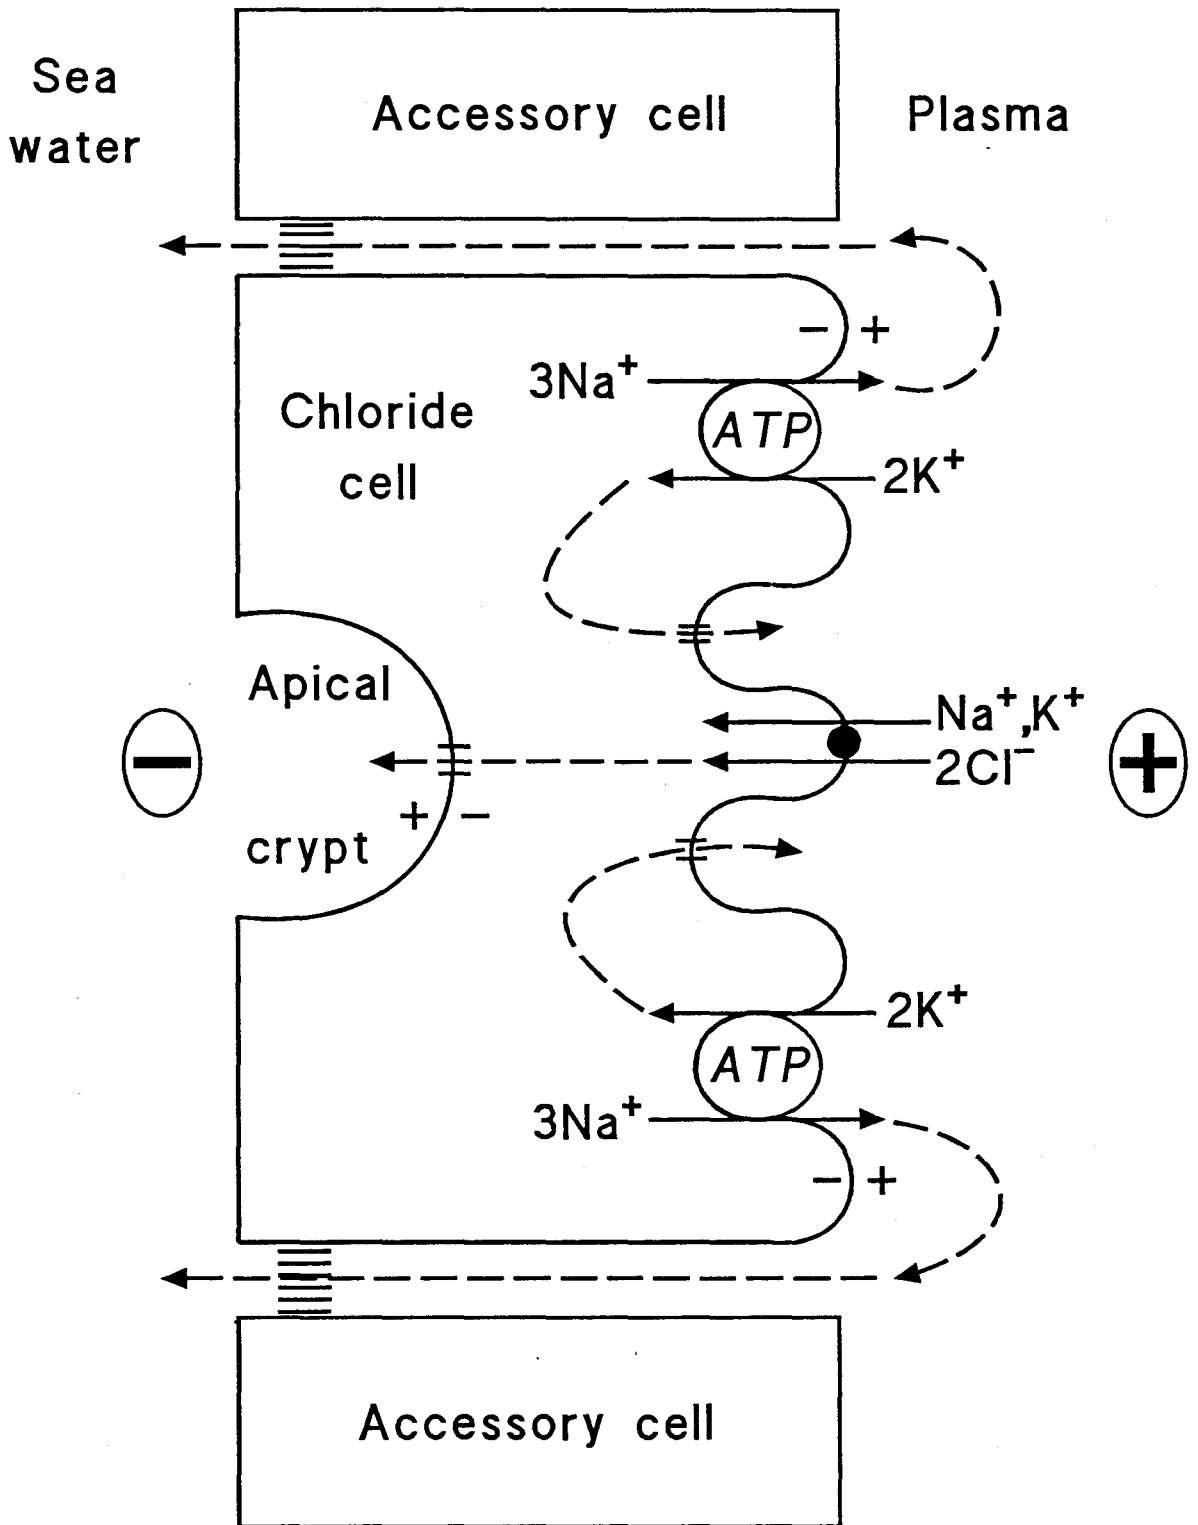 Sea
water
Accessory cell
Plasma
- +
3Na⁺
Chloride
cell
ATP
2K⁺
Apical
Na⁺,K⁺
−
+
2Cl⁻
+ −
crypt
2K⁺
ATP
3Na⁺
- +
Accessory cell